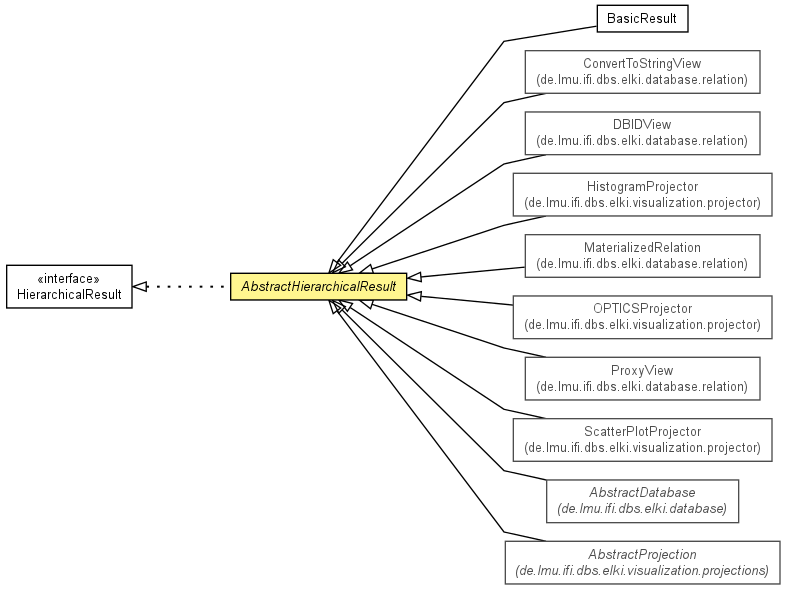 BasicResult
ConvertToStringView
(de.lmu.ifi.dbs.elki.database.relation)
DBIDView
(de.lmu.ifi.dbs.elki.database.relation)
HistogramProjector
(de.lmu.ifi.dbs.elki.visualization.projector)
MaterializedRelation
(de.lmu.ifi.dbs.elki.database.relation)
«interface»
HierarchicalResult
AbstractHierarchicalResult
OPTICSProjector
(de.lmu.ifi.dbs.elki.visualization.projector)
ProxyView
(de.lmu.ifi.dbs.elki.database.relation)
ScatterPlotProjector
(de.lmu.ifi.dbs.elki.visualization.projector)
AbstractDatabase
(de.lmu.ifi.dbs.elki.database)
AbstractProjection
(de.lmu.ifi.dbs.elki.visualization.projections)